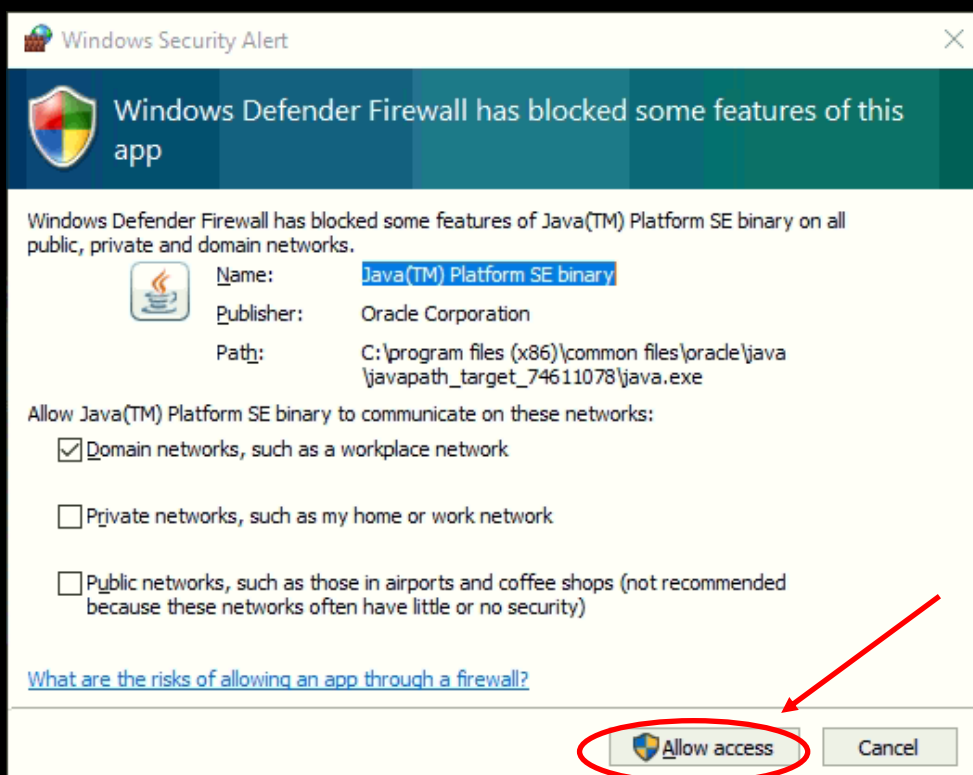 Windows Security Alert
Windows Defender Firewall has blocked some features of this
app
Windows Defender Firewall has blocked some features of Java(TM) Platform SE binary on all
public, private and domain networks.
Name: Java(TM) Platform SE binary
Publisher: Oracle Corporation
Path: C:\program files (x86)\common files\oracle\java
\javapath_target_74611078\java.exe
Allow Java(TM) Platform SE binary to communicate on these networks:
Domain networks, such as a workplace network
Private networks, such as my home or work network
Public networks, such as those in airports and coffee shops (not recommended
because these networks often have little or no security)
What are the risks of allowing an app through a firewall?
Allow access Cancel